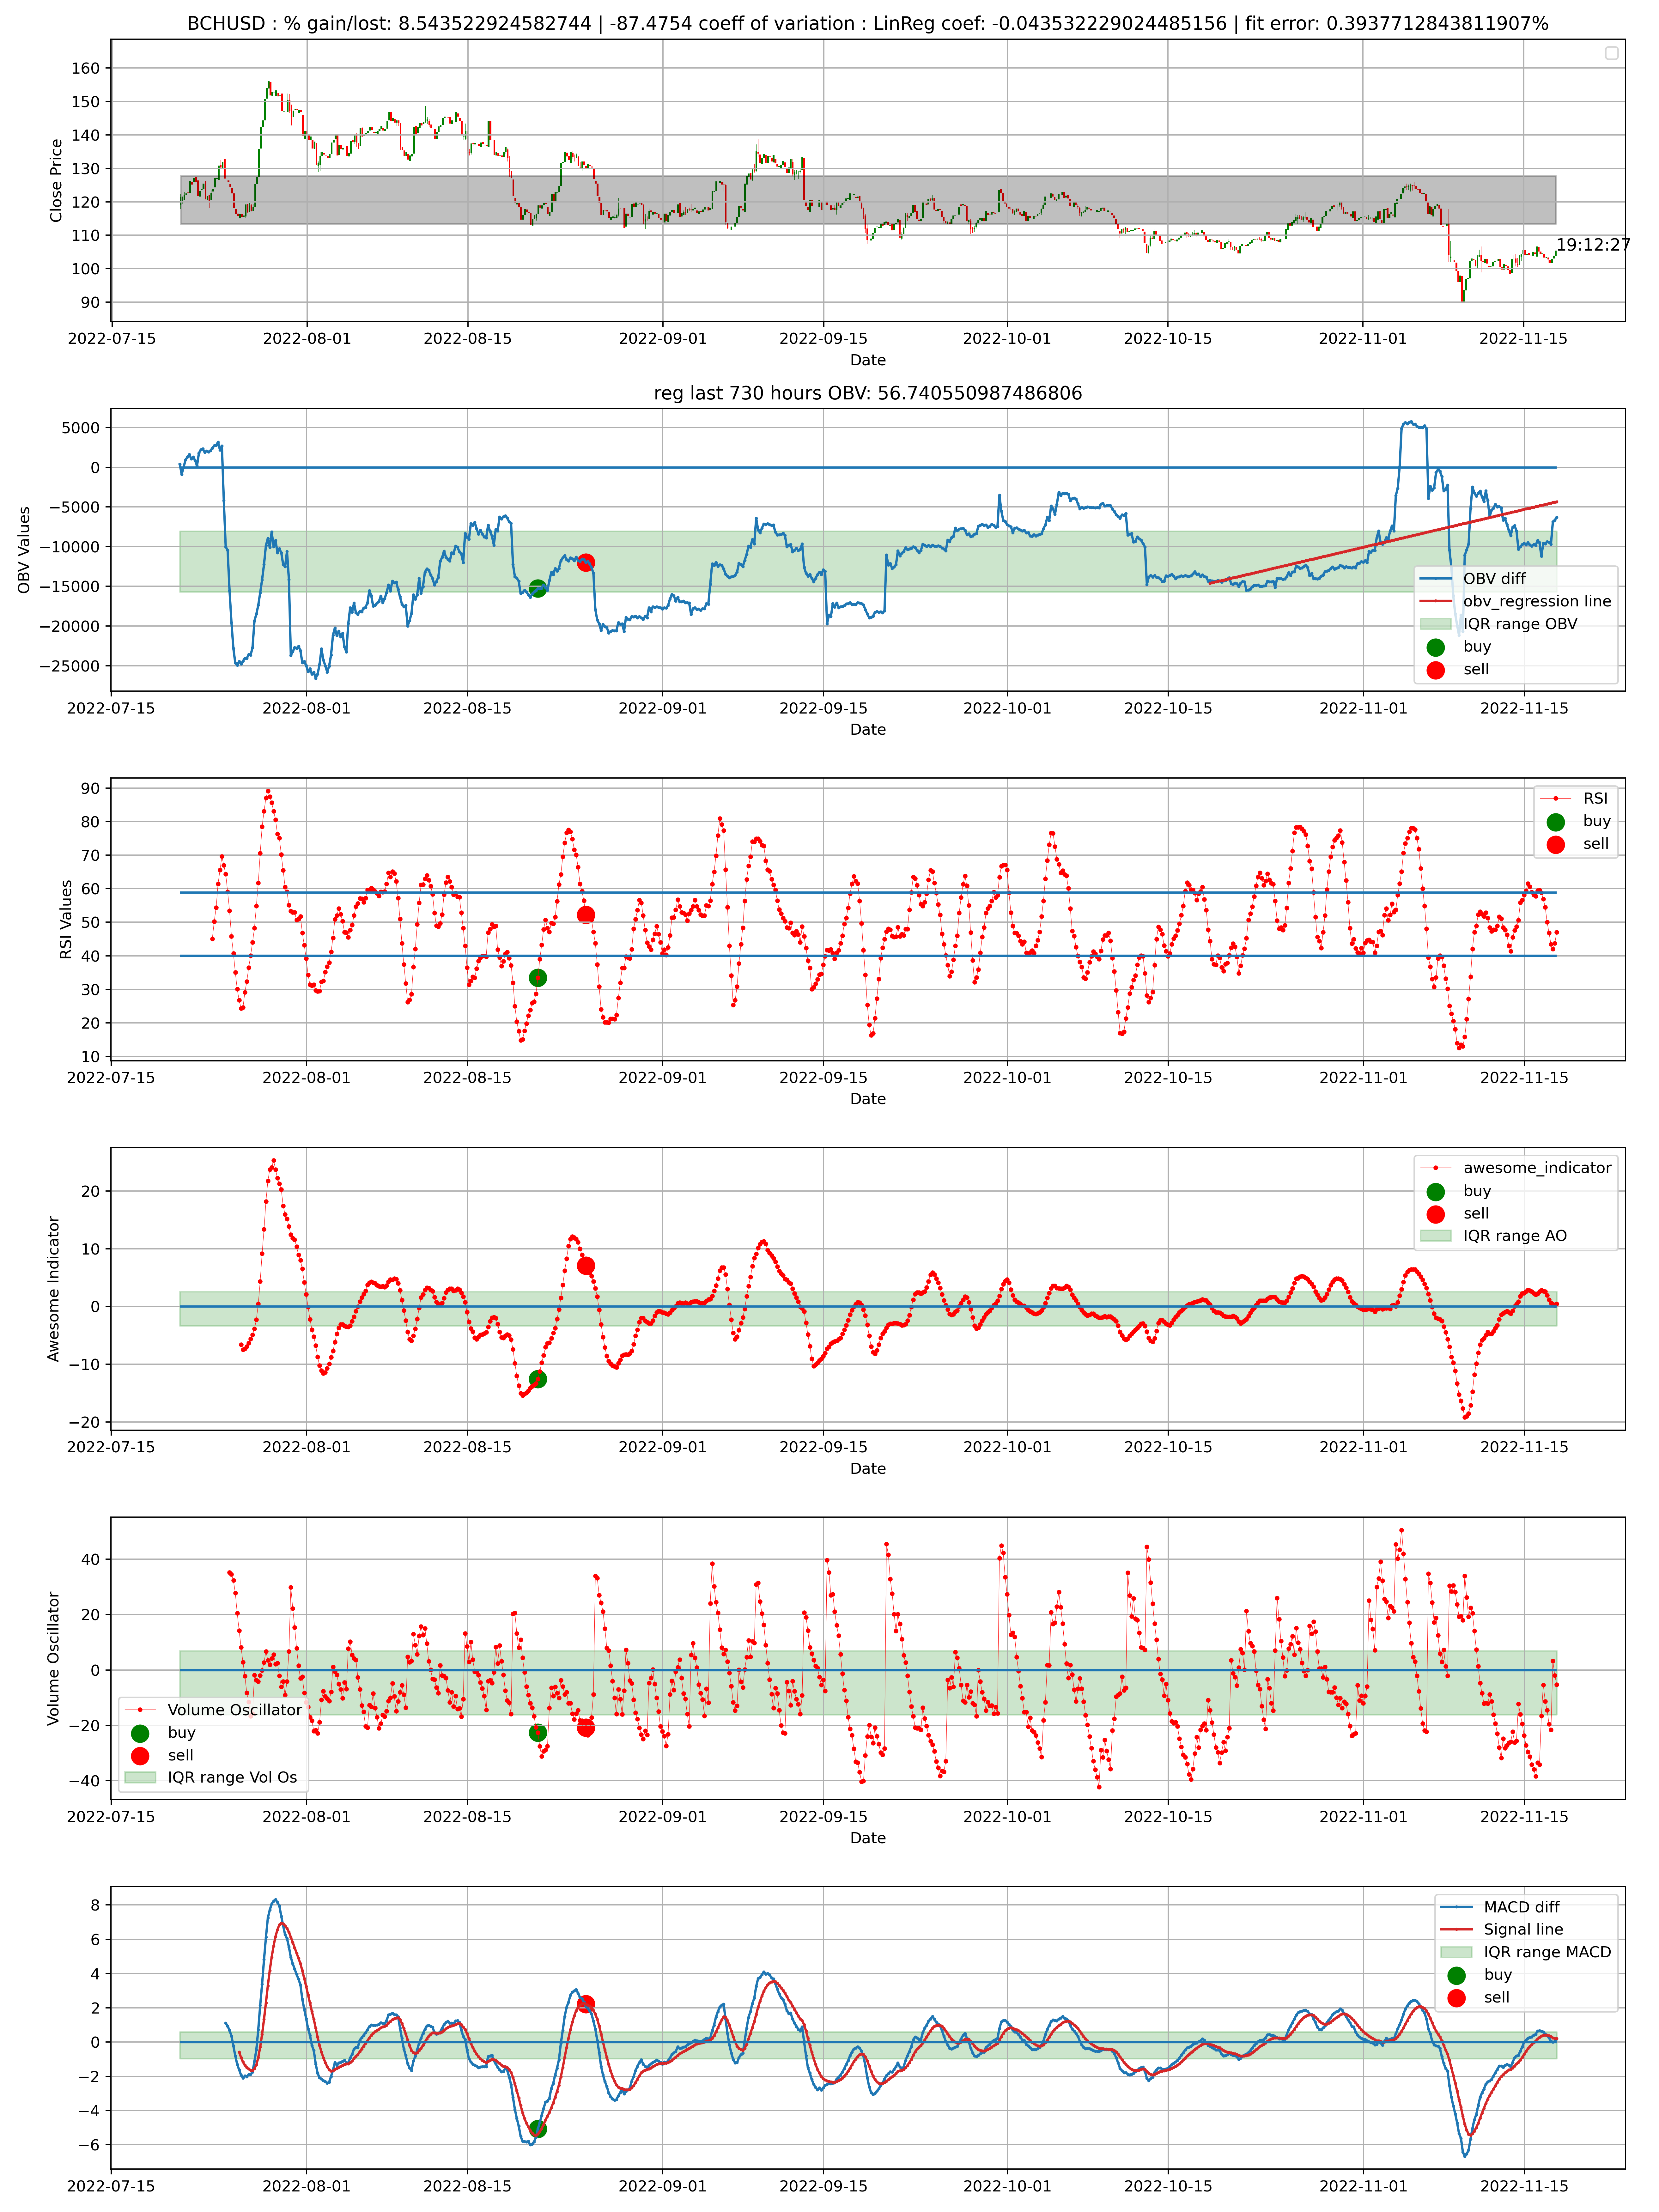 BCHUSD : % gain/lost: 8.543522924582744 | -87.4754 coeff of variation : LinReg coef: -0.043532229024485156 | fit error: 0.3937712843811907%
160
150
140
130
120
110
100
90
Close Price
19:12:27
2022-07-15 2022-08-01 2022-08-15 2022-09-01 2022-09-15 2022-10-01 2022-10-15 2022-11-01 2022-11-15
Date
reg last 730 hours OBV: 56.740550987486806
5000
0
−5000
−10000
−15000
−20000
−25000
OBV Values
OBV diff
obv_regression line
IQR range OBV
buy
sell
2022-07-15 2022-08-01 2022-08-15 2022-09-01 2022-09-15 2022-10-01 2022-10-15 2022-11-01 2022-11-15
Date
90
80
70
60
50
40
30
20
10
RSI Values
RSI
buy
sell
2022-07-15 2022-08-01 2022-08-15 2022-09-01 2022-09-15 2022-10-01 2022-10-15 2022-11-01 2022-11-15
Date
20
10
0
−10
−20
Awesome Indicator
awesome_indicator
buy
sell
IQR range AO
2022-07-15 2022-08-01 2022-08-15 2022-09-01 2022-09-15 2022-10-01 2022-10-15 2022-11-01 2022-11-15
Date
40
20
0
−20
−40
Volume Oscillator
Volume Oscillator
buy
sell
IQR range Vol Os
2022-07-15 2022-08-01 2022-08-15 2022-09-01 2022-09-15 2022-10-01 2022-10-15 2022-11-01 2022-11-15
Date
8
6
4
2
0
−2
−4
−6
MACD diff
Signal line
IQR range MACD
buy
sell
2022-07-15 2022-08-01 2022-08-15 2022-09-01 2022-09-15 2022-10-01 2022-10-15 2022-11-01 2022-11-15